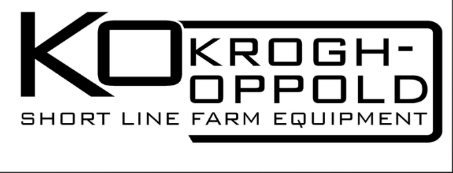 KO KROGH-
OPPOLD
SHORT LINE FARM EQUIPMENT